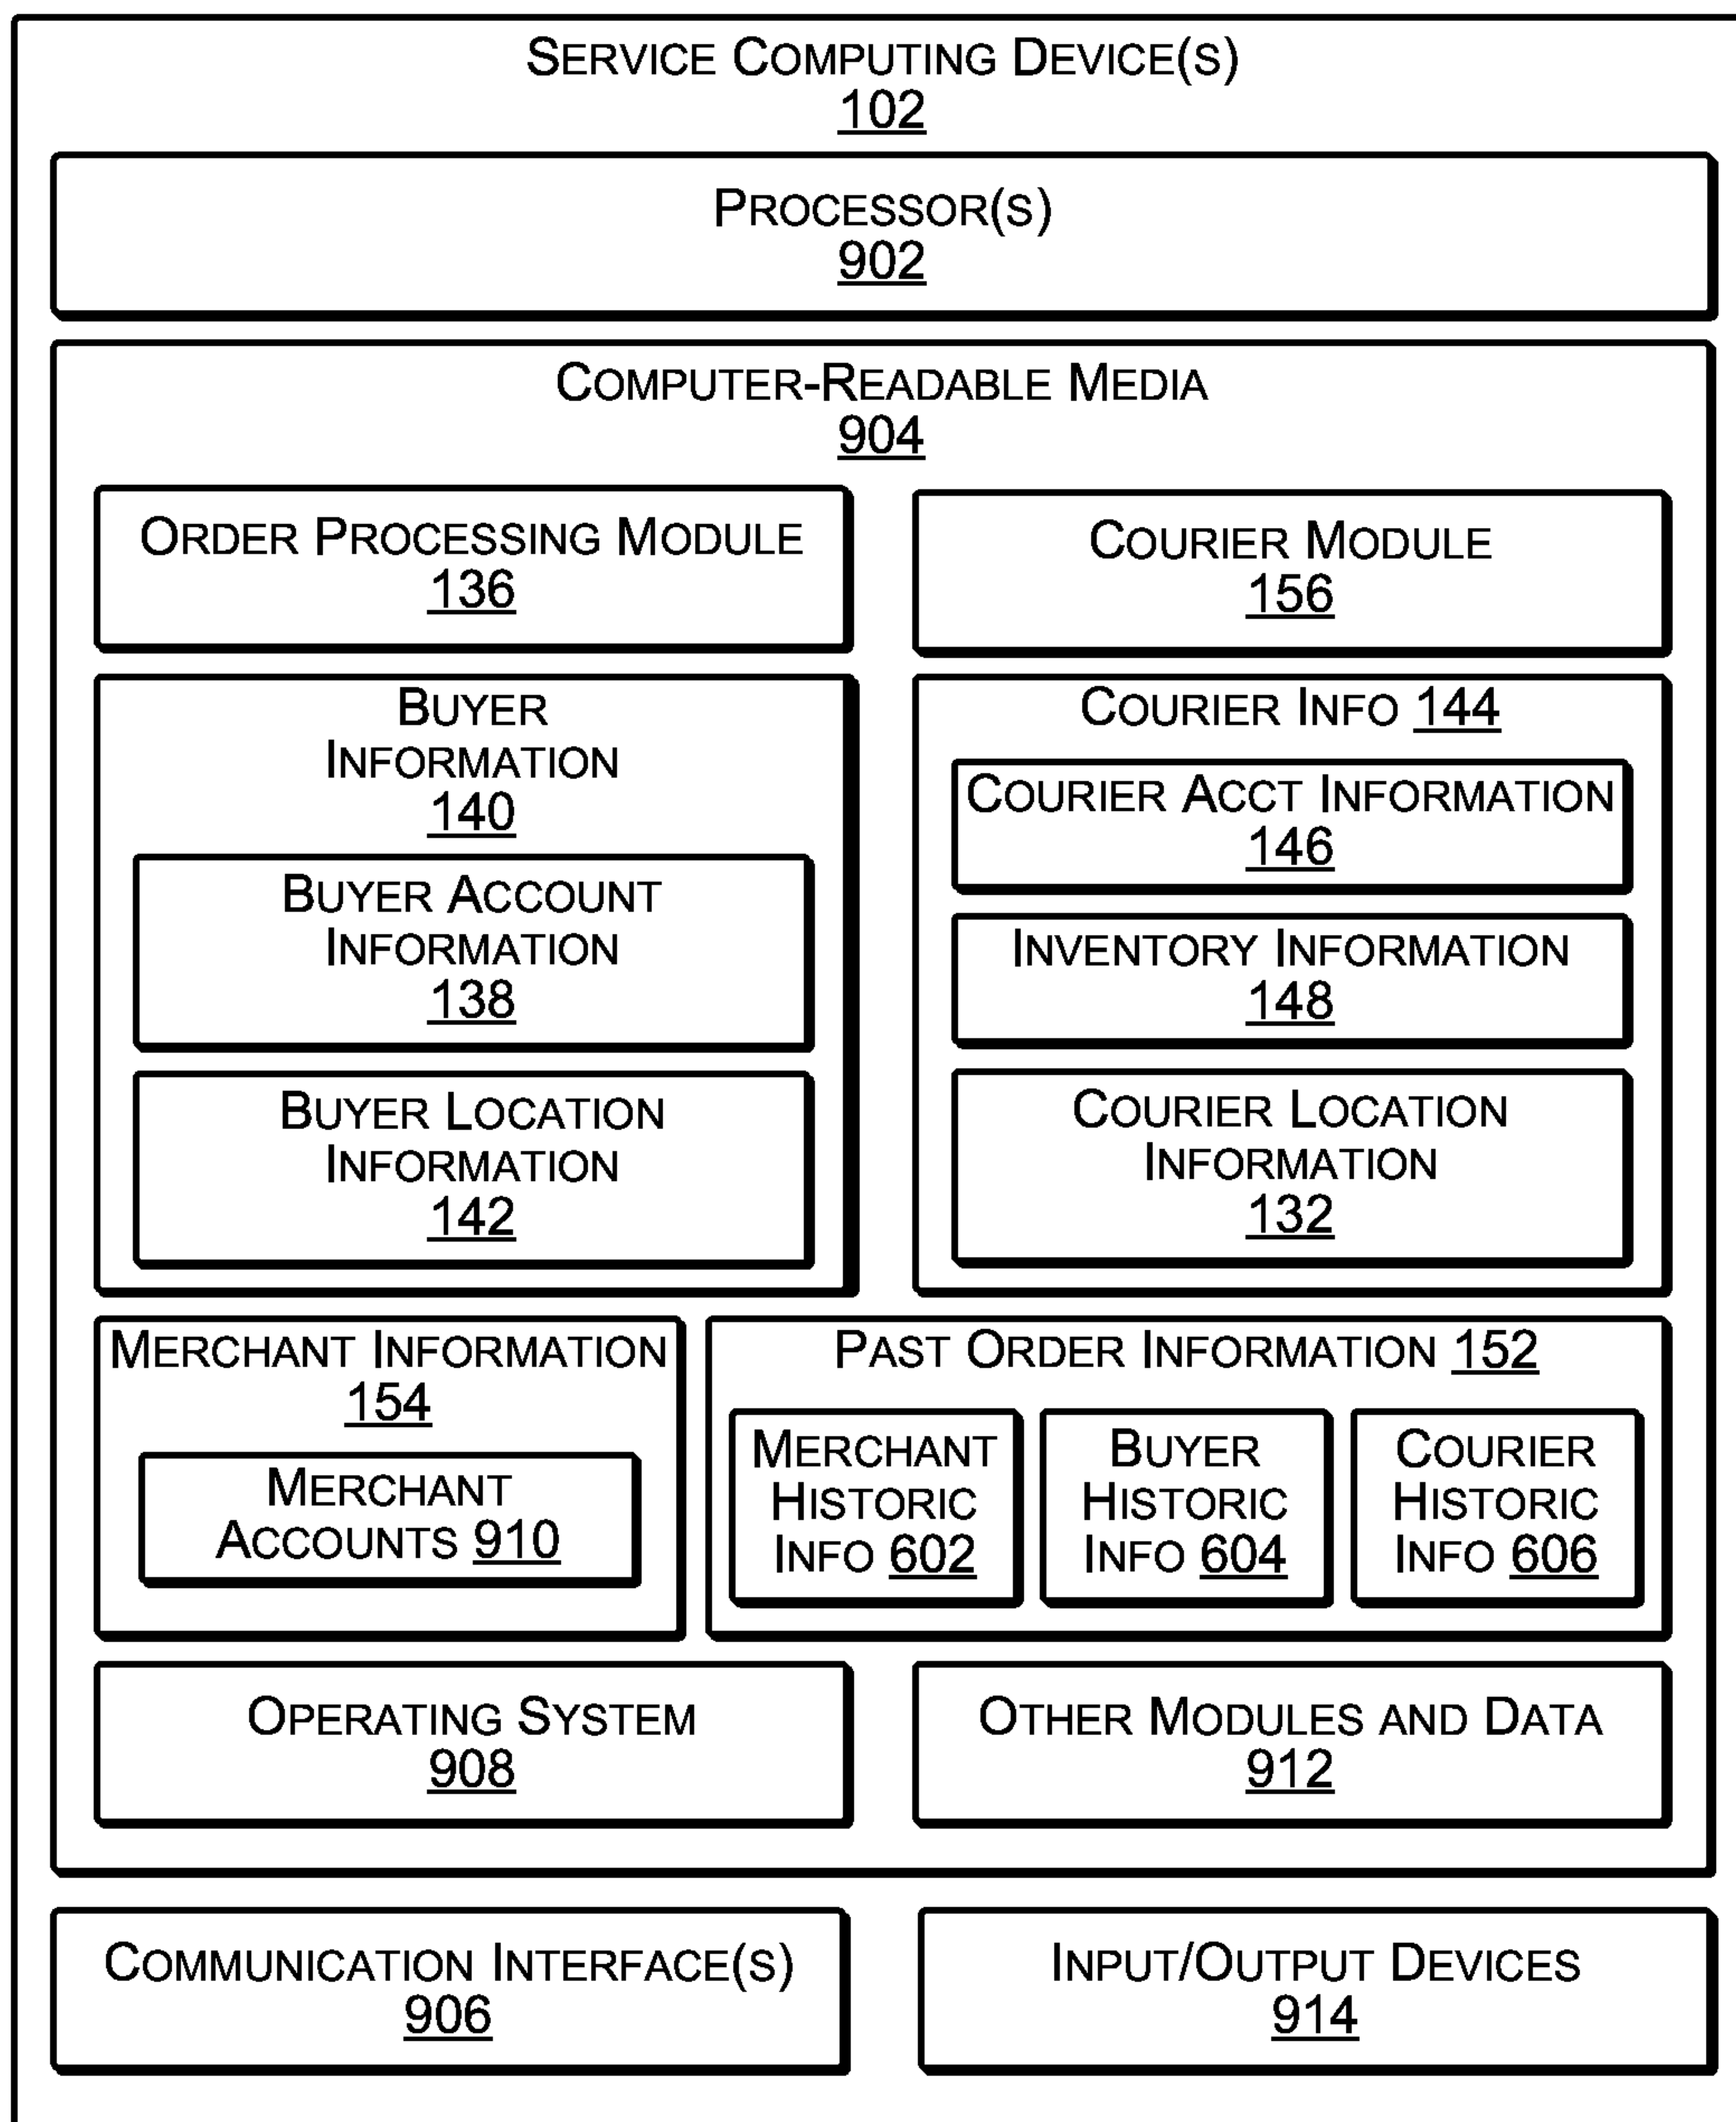 SERVICE COMPUTING DEVICE(S)
102
PROCESSOR(S)
902
COMPUTER-READABLE MEDIA
904
ORDER PROCESSING MODULE
136
COURIER MODULE
156
BUYER
INFORMATION
140
BUYER ACCOUNT
INFORMATION
138
BUYER LOCATION
INFORMATION
142
COURIER INFO 144
COURIER ACCT INFORMATION
146
INVENTORY INFORMATION
148
COURIER LOCATION
INFORMATION
132
MERCHANT INFORMATION
154
MERCHANT
ACCOUNTS 910
PAST ORDER INFORMATION 152
MERCHANT
HISTORIC
INFO 602
BUYER
HISTORIC
INFO 604
COURIER
HISTORIC
INFO 606
OPERATING SYSTEM
908
OTHER MODULES AND DATA
912
COMMUNICATION INTERFACE(S)
906
INPUT/OUTPUT DEVICES
914